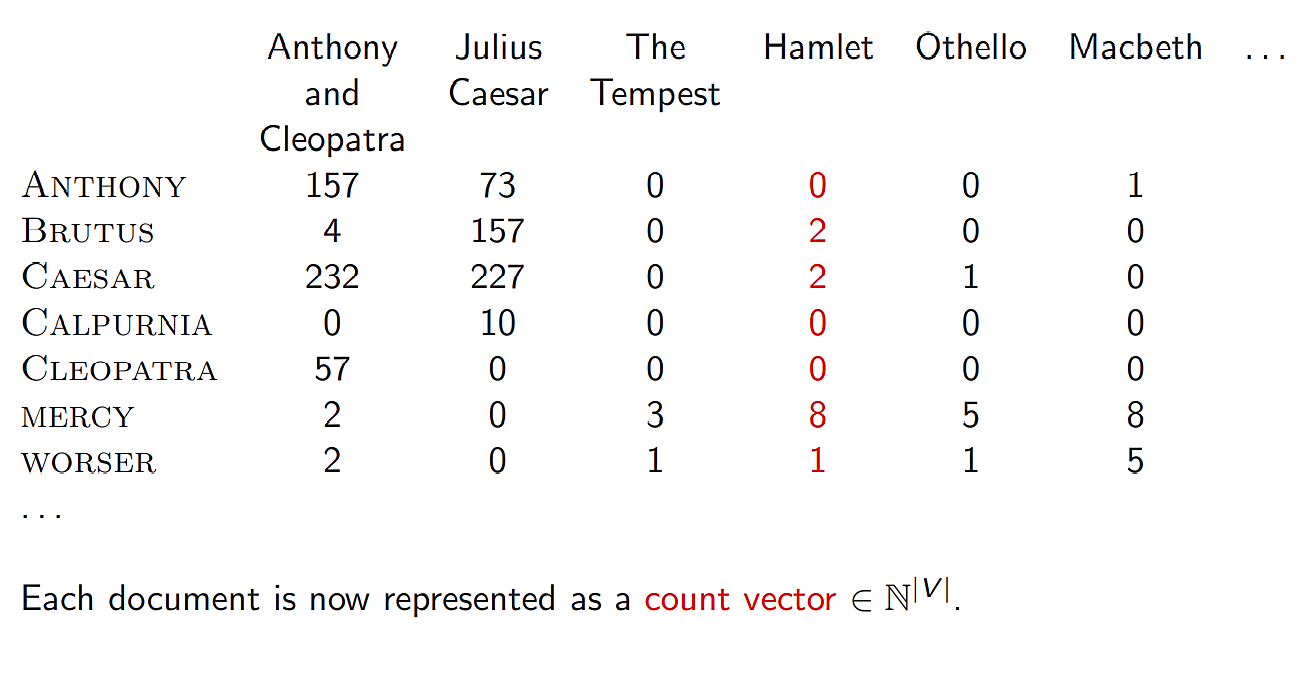 Anthony Julius The Hamlet Othello Macbeth . . .
and Caesar Tempest
Cleopatra
ANTHONY 157 73 0 0 0 1
BRUTUS 4 157 0 2 0 0
CAESAR 232 227 0 2 1 0
CALPURNIA 0 10 0 0 0 0
CLEOPATRA 57 0 0 0 0 0
MERCY 2 0 3 8 5 8
WORSER 2 0 1 1 1 5
. . .
Each document is now represented as a count vector ∈ ℕ^|V|.